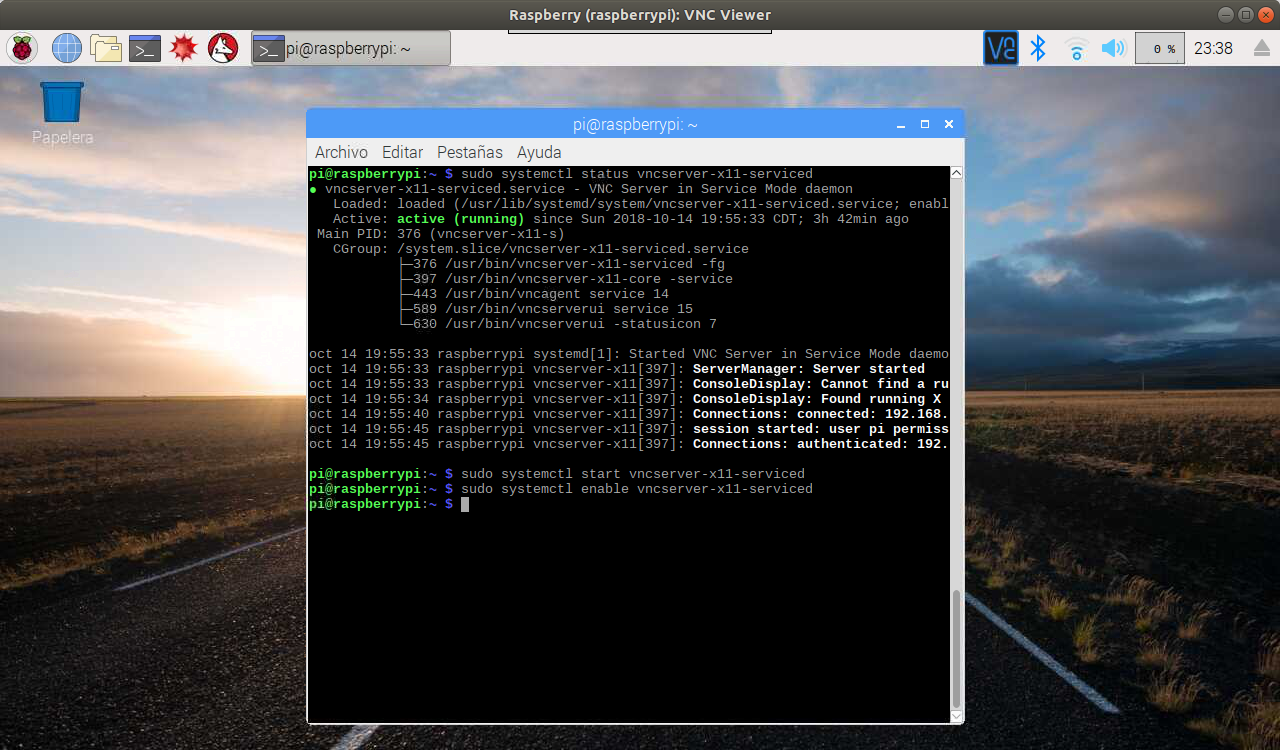 Raspberry (raspberrypi): VNC Viewer
pi@raspberrypi: ~
0 %
23:38
Papelera
pi@raspberrypi: ~
Archivo Editar Pestañas Ayuda
pi@raspberrypi:~ $ sudo systemctl status vncserver-x11-serviced
● vncserver-x11-serviced.service - VNC Server in Service Mode daemon
Loaded: loaded (/usr/lib/systemd/system/vncserver-x11-serviced.service; enabl
Active: active (running) since Sun 2018-10-14 19:55:33 CDT; 3h 42min ago
Main PID: 376 (vncserver-x11-s)
CGroup: /system.slice/vncserver-x11-serviced.service
├─376 /usr/bin/vncserver-x11-serviced -fg
├─397 /usr/bin/vncserver-x11-core -service
├─443 /usr/bin/vncagent service 14
├─589 /usr/bin/vncserverui service 15
└─630 /usr/bin/vncserverui -statusicon 7
oct 14 19:55:33 raspberrypi systemd[1]: Started VNC Server in Service Mode daemo
oct 14 19:55:33 raspberrypi vncserver-x11[397]: ServerManager: Server started
oct 14 19:55:33 raspberrypi vncserver-x11[397]: ConsoleDisplay: Cannot find a ru
oct 14 19:55:34 raspberrypi vncserver-x11[397]: ConsoleDisplay: Found running X
oct 14 19:55:40 raspberrypi vncserver-x11[397]: Connections: connected: 192.168.
oct 14 19:55:45 raspberrypi vncserver-x11[397]: session started: user pi permiss
oct 14 19:55:45 raspberrypi vncserver-x11[397]: Connections: authenticated: 192.
pi@raspberrypi:~ $ sudo systemctl start vncserver-x11-serviced
pi@raspberrypi:~ $ sudo systemctl enable vncserver-x11-serviced
pi@raspberrypi:~ $